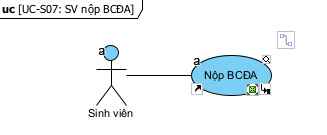 uc [UC-S07: SV nộp BCĐA]
a
a
Nộp BCĐA
Sinh viên